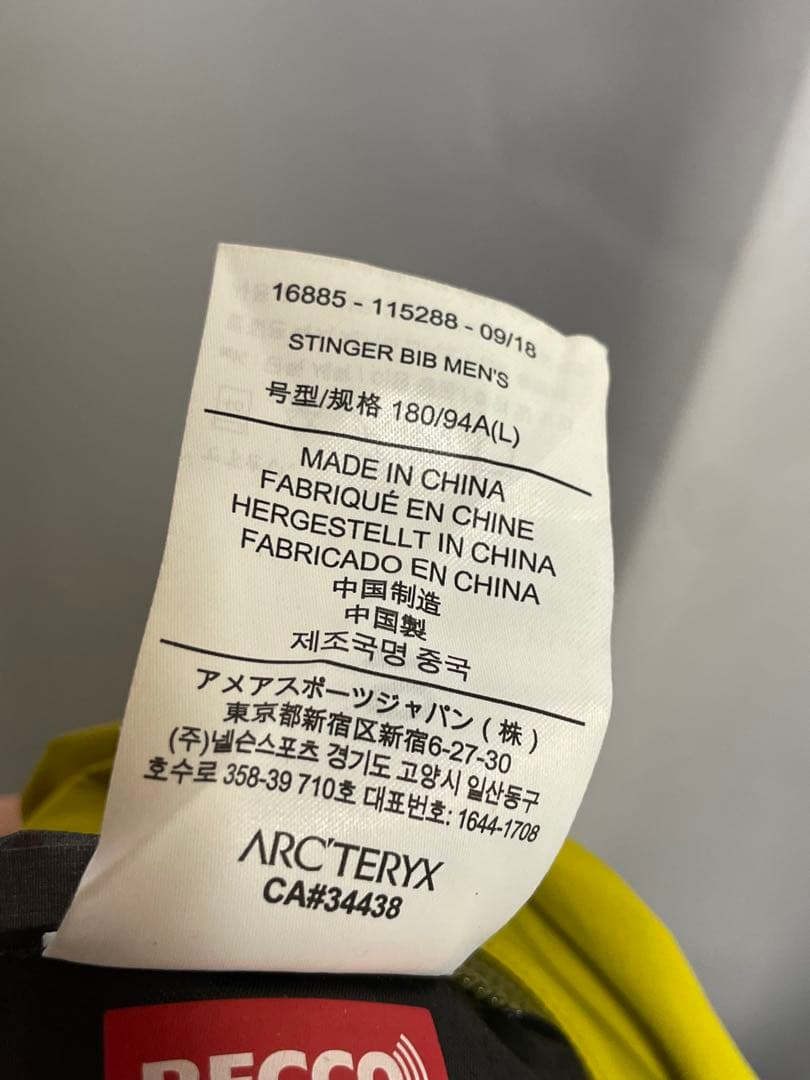 16885 - 115288 - 09/18
STINGER BIB MEN'S
号型/规格 180/94A(L)
MADE IN CHINA
FABRIQUÉ EN CHINE
HERGESTELLT IN CHINA
FABRICADO EN CHINA
中国制造
中国製
제조국명 중국
アメアスポーツジャパン(株)
東京都新宿区新宿6-27-30
(주)넬슨스포츠 경기도 고양시 일산동구
호수로 358-39 710호 대표번호: 1644-1708
ARC'TERYX
CA#34438
RECCO